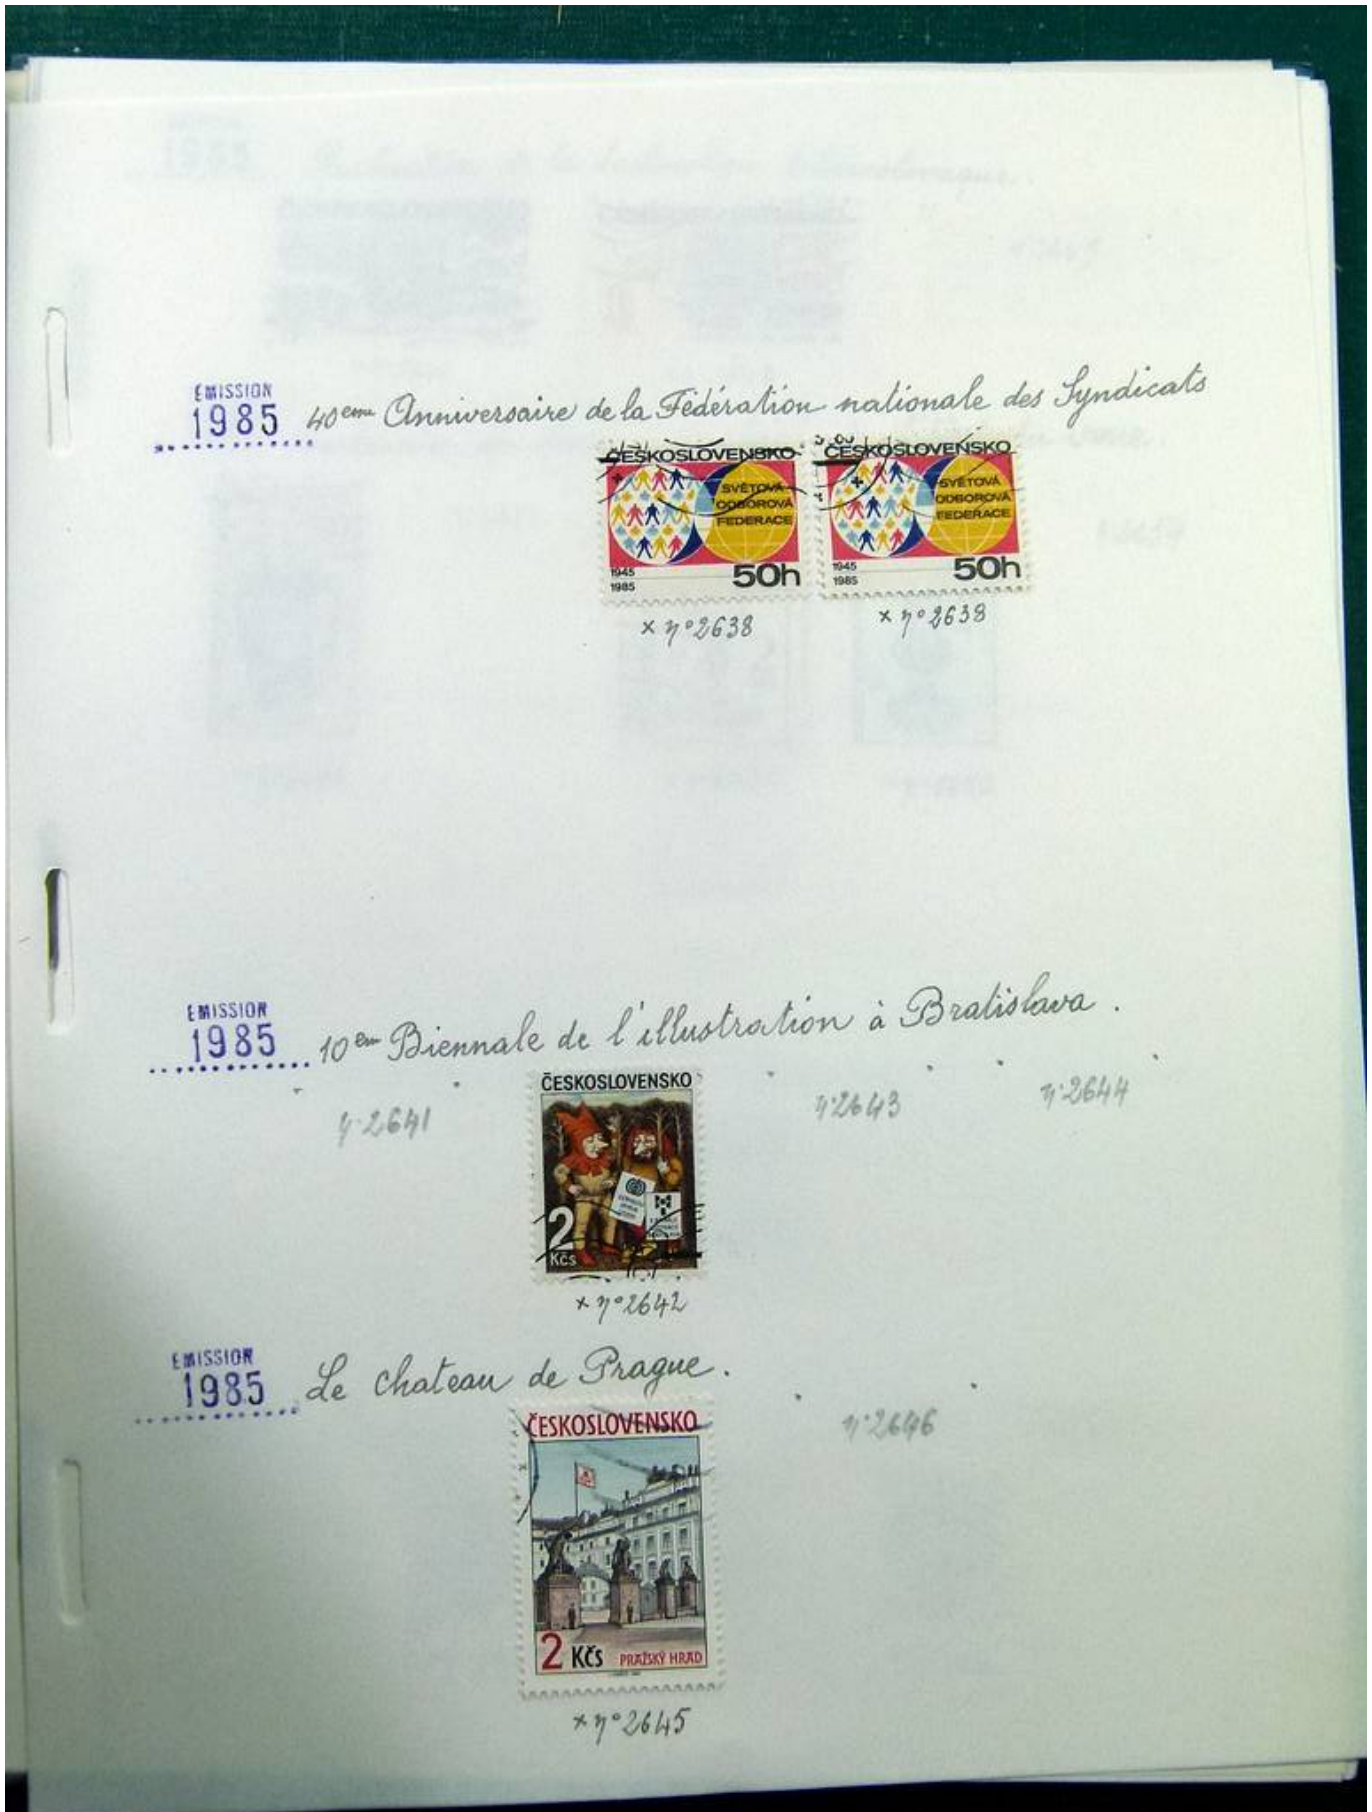 EMISSION
1985 40eme Anniversaire de la Fédération nationale des Syndicats
ČESKOSLOVENSKO
SVĚTOVÁ
ODBOROVÁ
FEDERACE
1945
1985
50h
ČESKOSLOVENSKO
SVĚTOVÁ
ODBOROVÁ
FEDERACE
1945
1985
50h
x n°2638
x n°2638
EMISSION
1985 10em Biennale de l'illustration à Bratislava.
n°2641
ČESKOSLOVENSKO
2
Kčs
n°2643
n°2644
x n°2642
EMISSION
1985 Le chateau de Prague.
ČESKOSLOVENSKO
2 Kčs PRAŽSKÝ HRAD
n°2646
x n°2645